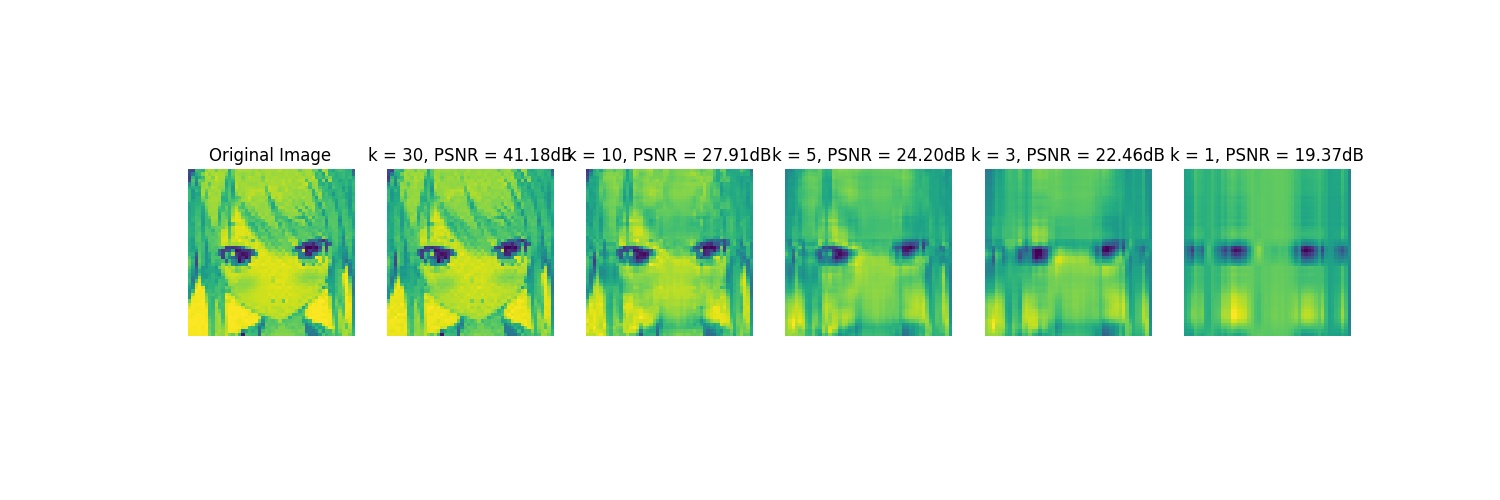 Original Image
k = 30, PSNR = 41.18dB
k = 10, PSNR = 27.91dB
k = 5, PSNR = 24.20dB
k = 3, PSNR = 22.46dB
k = 1, PSNR = 19.37dB